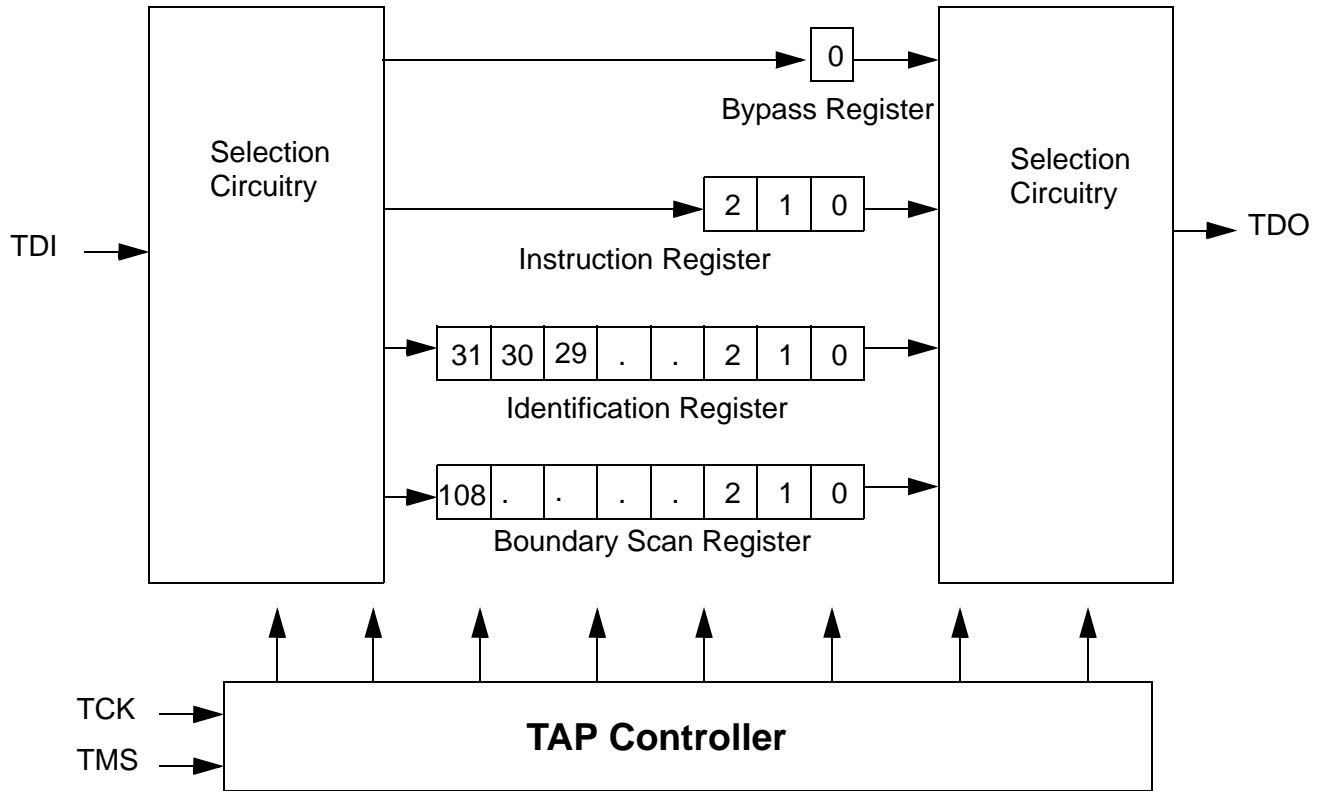 0
Bypass Register
Selection
Circuitry
Selection
Circuitry
2 1 0
TDI
TDO
Instruction Register
31 30 29 . . 2 1 0
Identification Register
108 . . . . 2 1 0
Boundary Scan Register
TCK
TAP Controller
TMS